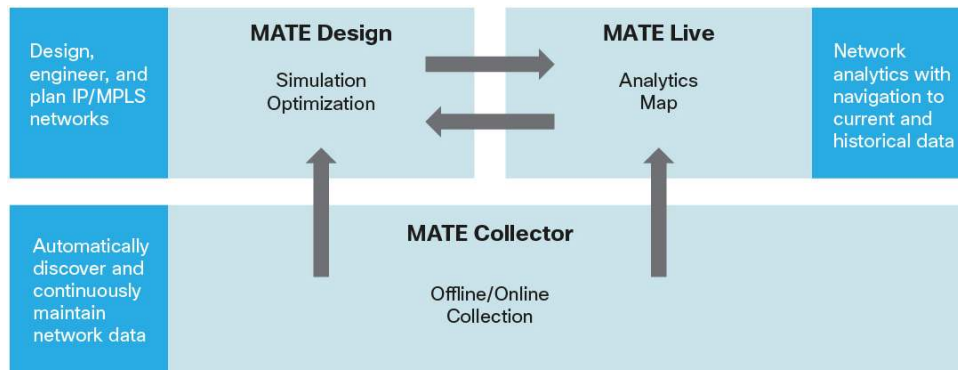 Design,
engineer, and
plan IP/MPLS
networks
MATE Design
Simulation
Optimization
MATE Live
Analytics
Map
Network
analytics with
navigation to
current and
historical data
Automatically
discover and
continuously
maintain
network data
MATE Collector
Offline/Online
Collection